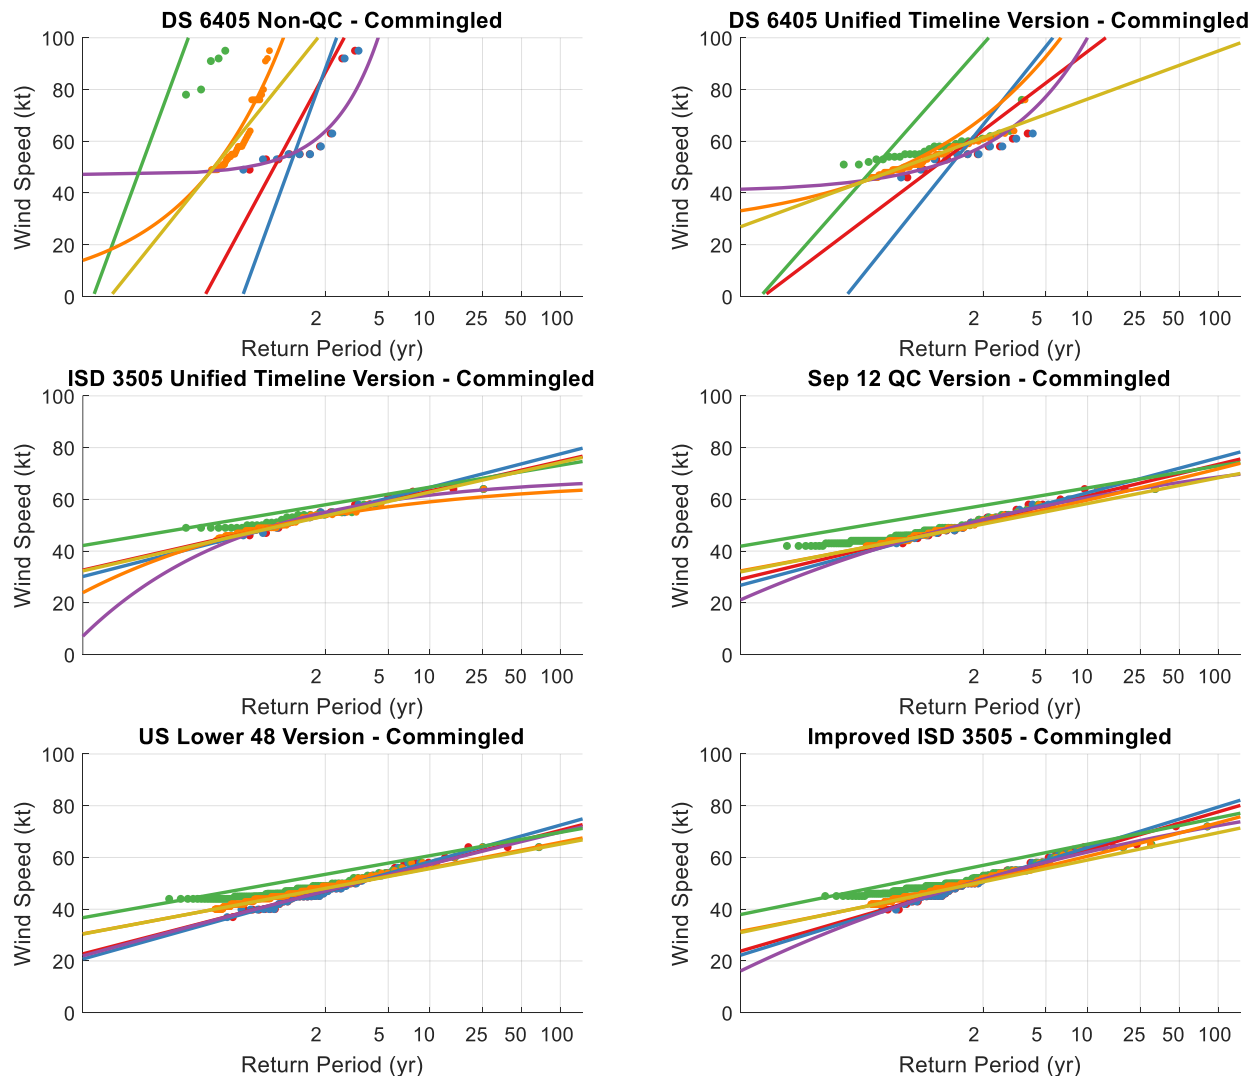 DS 6405 Non-QC - Commingled
100
80
60
40
20
0
Wind Speed (kt)
2 5 10 25 50 100
Return Period (yr)
DS 6405 Unified Timeline Version - Commingled
100
80
60
40
20
0
Wind Speed (kt)
2 5 10 25 50 100
Return Period (yr)
ISD 3505 Unified Timeline Version - Commingled
100
80
60
40
20
0
Wind Speed (kt)
2 5 10 25 50 100
Return Period (yr)
Sep 12 QC Version - Commingled
100
80
60
40
20
0
Wind Speed (kt)
2 5 10 25 50 100
Return Period (yr)
US Lower 48 Version - Commingled
100
80
60
40
20
0
Wind Speed (kt)
2 5 10 25 50 100
Return Period (yr)
Improved ISD 3505 - Commingled
100
80
60
40
20
0
Wind Speed (kt)
2 5 10 25 50 100
Return Period (yr)